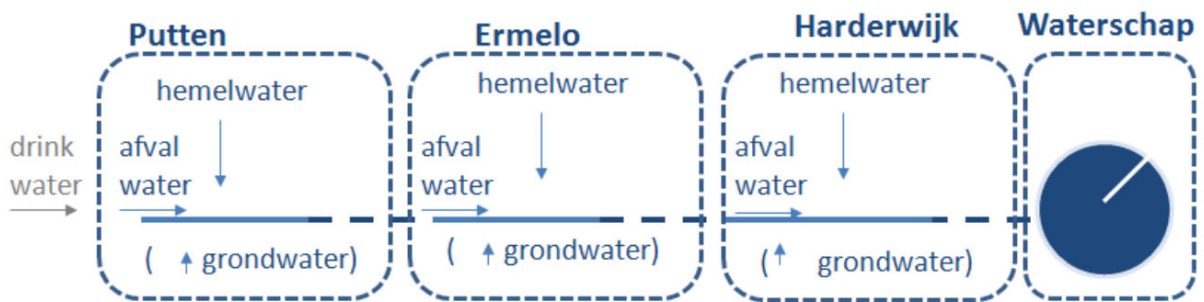 Putten
Ermelo
Harderwijk
Waterschap
hemelwater
hemelwater
hemelwater
drink
water
afval
water
afval
water
afval
water
( grondwater)
( grondwater)
( grondwater)